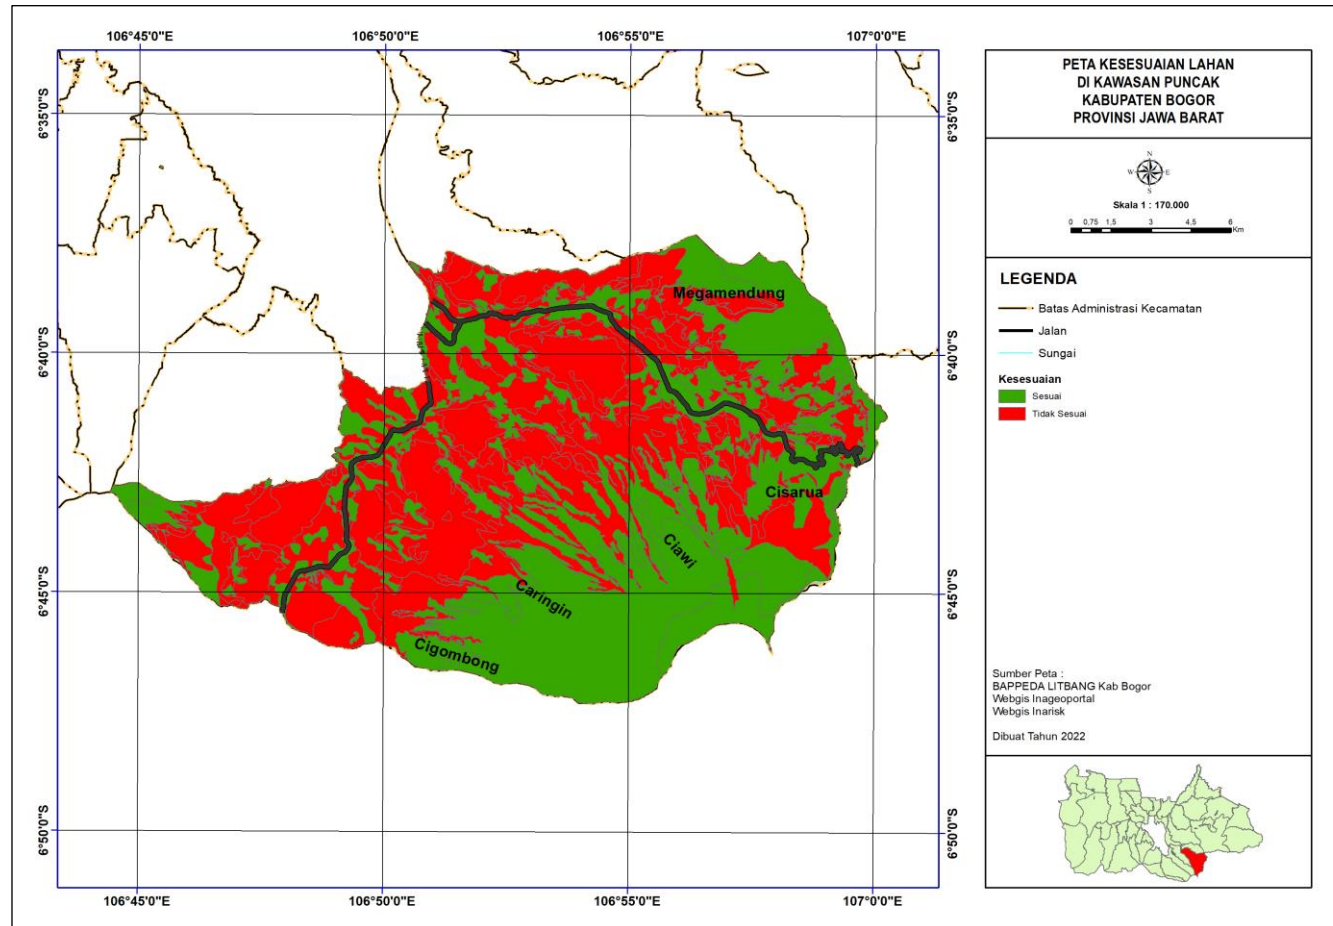 106°45'0"E 106°50'0"E 106°55'0"E 107°0'0"E
6°35'0"S 6°35'0"S
6°40'0"S 6°40'0"S
6°45'0"S 6°45'0"S
6°50'0"S 6°50'0"S
Megamendung
Cisarua
Ciawi
Caringin
Cigombong
106°45'0"E 106°50'0"E 106°55'0"E 107°0'0"E
PETA KESESUAIAN LAHAN
DI KAWASAN PUNCAK
KABUPATEN BOGOR
PROVINSI JAWA BARAT
N
W E
S
Skala 1 : 170.000
0 0.75 1.5 3 4.5 6
Km
LEGENDA
Batas Administrasi Kecamatan
Jalan
Sungai
Kesesuaian
Sesuai
Tidak Sesuai
Sumber Peta :
BAPPEDA LITBANG Kab Bogor
Webgis Inageoportal
Webgis Inarisk
Dibuat Tahun 2022